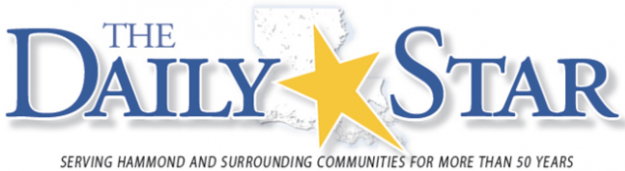 THE
DAILY STAR
SERVING HAMMOND AND SURROUNDING COMMUNITIES FOR MORE THAN 50 YEARS